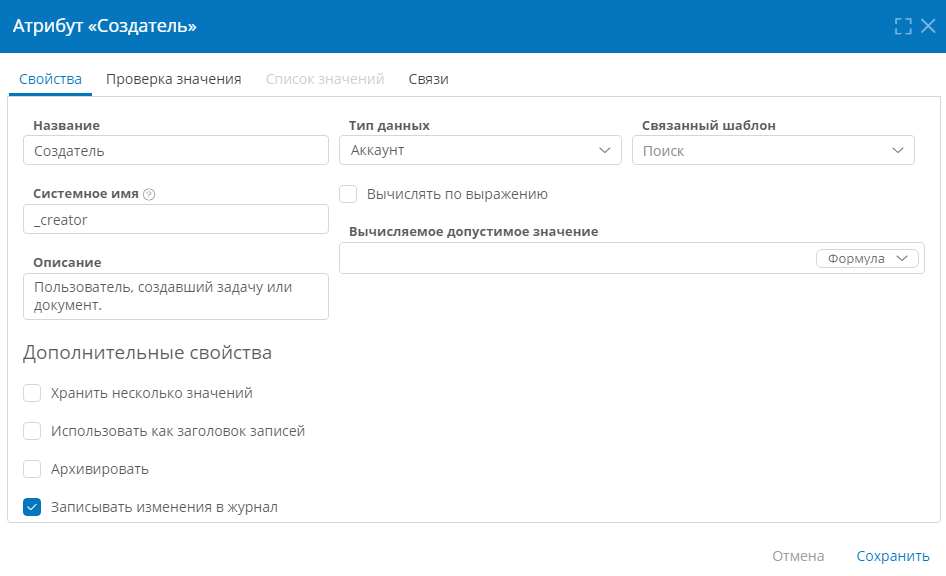 Атрибут «Создатель»
Свойства Проверка значения Список значений Связи
Название Тип данных Связанный шаблон
Создатель Аккаунт Поиск
Системное имя ? Вычислять по выражению
_creator
Вычисляемое допустимое значение
Формула
Описание
Пользователь, создавший задачу или
документ.
Дополнительные свойства
Хранить несколько значений
Использовать как заголовок записей
Архивировать
Записывать изменения в журнал
Отмена Сохранить